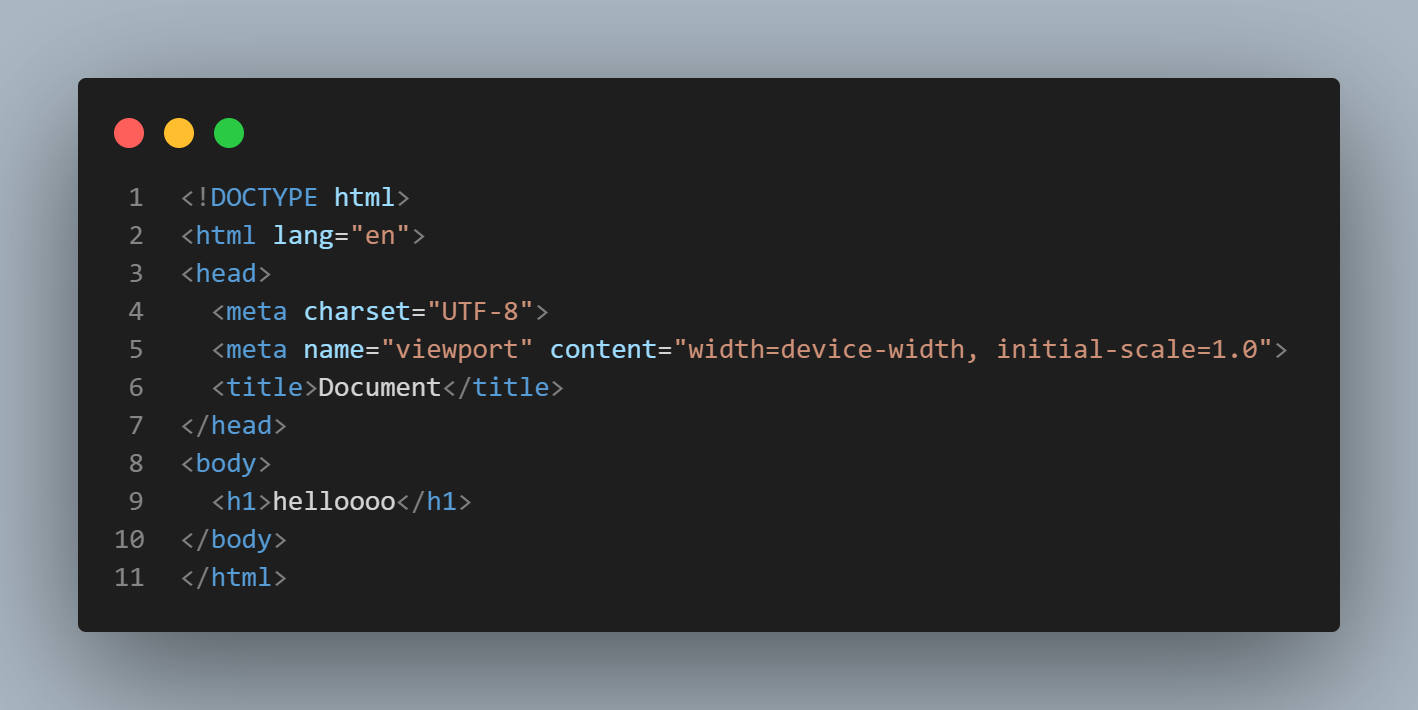 1 <!DOCTYPE html>
2 <html lang="en">
3 <head>
4   <meta charset="UTF-8">
5   <meta name="viewport" content="width=device-width, initial-scale=1.0">
6   <title>Document</title>
7 </head>
8 <body>
9   <h1>helloooo</h1>
10 </body>
11 </html>